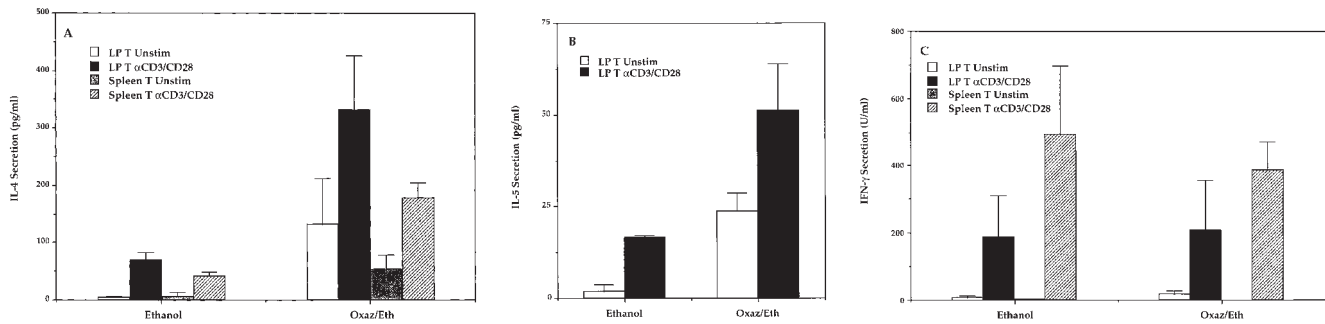 A
LP T Unstim
LP T αCD3/CD28
Spleen T Unstim
Spleen T αCD3/CD28
IL-4 Secretion (pg/ml)
500
400
350
200
100
0
Ethanol
Oxaz/Eth
B
LP T Unstim
LP T αCD3/CD28
IL-5 Secretion (pg/ml)
75
50
25
0
Ethanol
Oxaz/Eth
C
LP T Unstim
LP T αCD3/CD28
Spleen T Unstim
Spleen T αCD3/CD28
IFN-γ Secretion (U/ml)
800
600
400
200
0
Ethanol
Oxaz/Eth